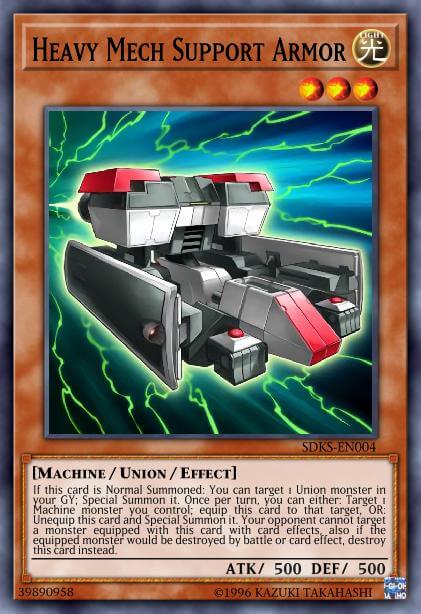 HEAVY MECH SUPPORT ARMOR
LIGHT
光
SDKS-EN004
[MACHINE / UNION / EFFECT]
If this card is Normal Summoned: You can target 1 Union monster in
your GY; Special Summon it. Once per turn, you can either: Target 1
Machine monster you control; equip this card to that target, OR:
Unequip this card and Special Summon it. Your opponent cannot target
a monster equipped with this card with card effects, also if the
equipped monster would be destroyed by battle or card effect, destroy
this card instead.
ATK/ 500 DEF/ 500
39890958
©1996 KAZUKI TAKAHASHI